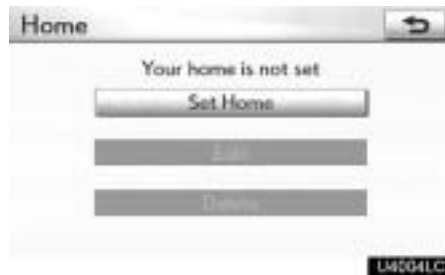 Home
Your home is not set
Set Home
Edit
Delete
U4004LC